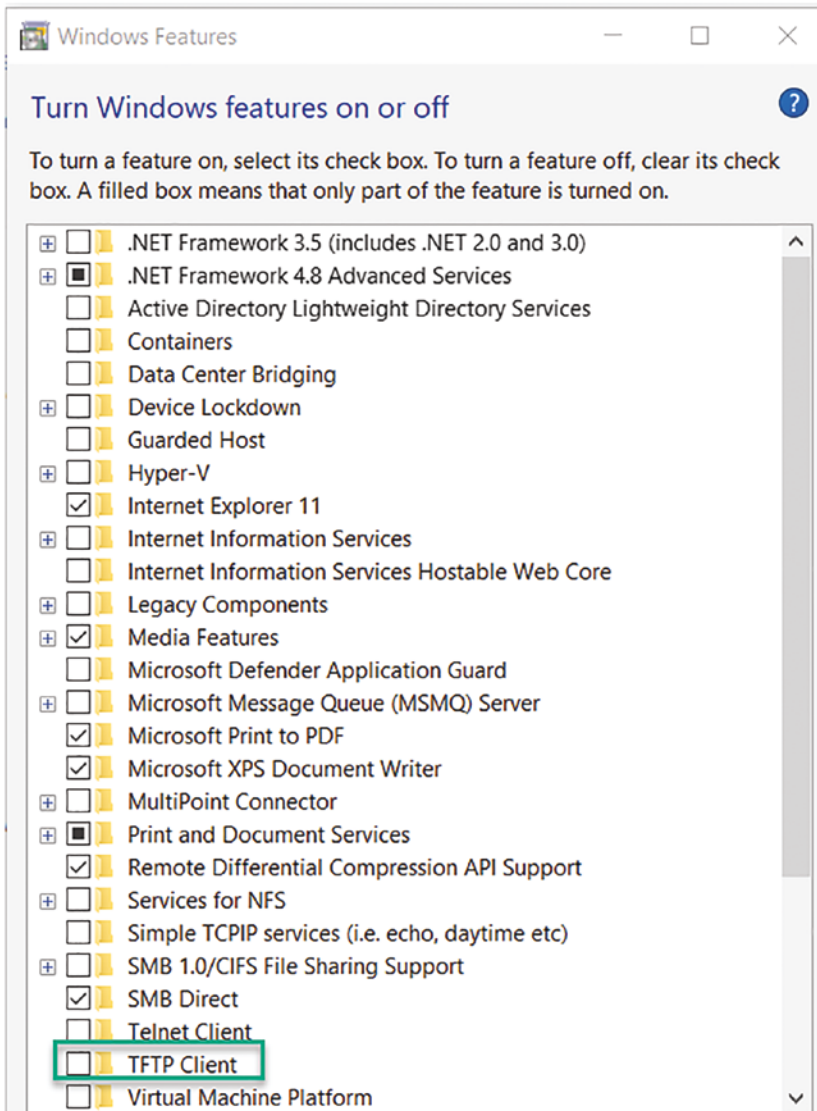 Windows Features
Turn Windows features on or off
?
To turn a feature on, select its check box. To turn a feature off, clear its check
box. A filled box means that only part of the feature is turned on.
.NET Framework 3.5 (includes .NET 2.0 and 3.0)
.NET Framework 4.8 Advanced Services
Active Directory Lightweight Directory Services
Containers
Data Center Bridging
Device Lockdown
Guarded Host
Hyper-V
Internet Explorer 11
Internet Information Services
Internet Information Services Hostable Web Core
Legacy Components
Media Features
Microsoft Defender Application Guard
Microsoft Message Queue (MSMQ) Server
Microsoft Print to PDF
Microsoft XPS Document Writer
MultiPoint Connector
Print and Document Services
Remote Differential Compression API Support
Services for NFS
Simple TCPIP services (i.e. echo, daytime etc)
SMB 1.0/CIFS File Sharing Support
SMB Direct
Telnet Client
TFTP Client
Virtual Machine Platform